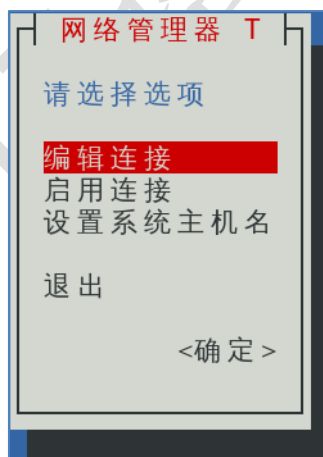 网络管理器 T
请选择选项
编辑连接
启用连接
设置系统主机名
退出
<确定>